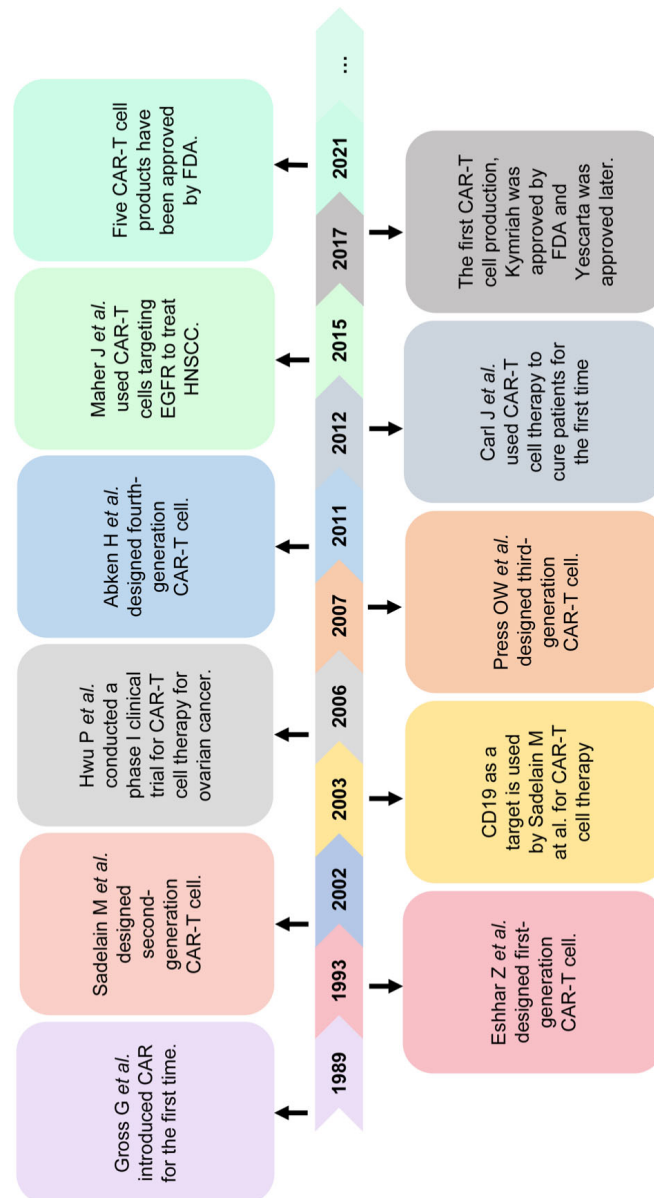 Gross G et al.
introduced CAR
for the first time.
Sadelain M et al.
designed
second-
generation
CAR-T cell.
Hwu P et al.
conducted a
phase I clinical
trial for CAR-T
cell therapy for
ovarian cancer.
Abken H et al.
designed fourth-
generation
CAR-T cell.
Maher J et al.
used CAR-T
cells targeting
EGFR to treat
HNSCC.
Five CAR-T cell
products have
been approved
by FDA.
1989
1993
2002
2003
2006
2007
2011
2012
2015
2017
2021
...
Eshhar Z et al.
designed first-
generation
CAR-T cell.
CD19 as a
target is used
by Sadelain M
at al. for CAR-T
cell therapy
Press OW et al.
designed third-
generation
CAR-T cell.
Carl J et al.
used CAR-T
cell therapy to
cure patients for
the first time
The first CAR-T
cell production,
Kymriah was
approved by
FDA and
Yescarta was
approved later.